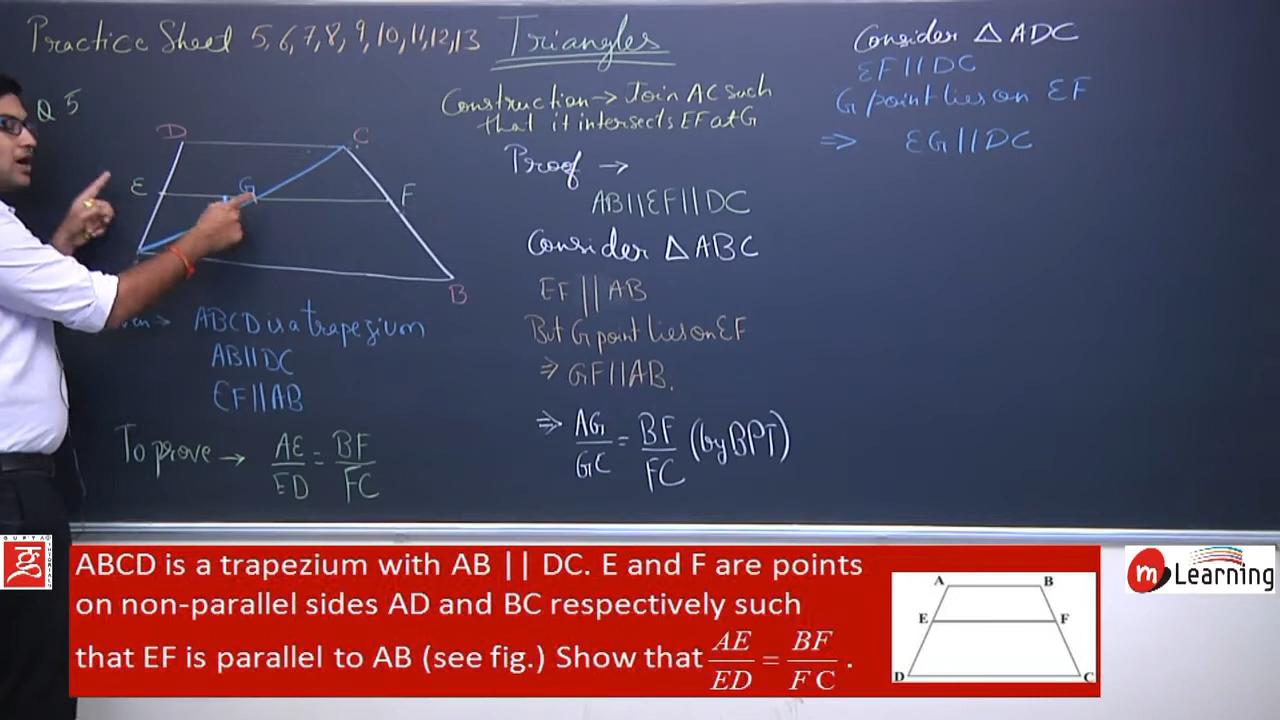 Practice Sheet 5,6,7,8,9,10,11,12,13 Triangles
Q 5
D C
E G F
B
ABCD is a trapezium
AB||DC
EF||AB
To prove → AE/ED = BF/FC
Construction → Join AC such
that it intersects EF at G
Proof →
AB||EF||DC
Consider △ABC
EF || AB
But G point lies on EF
⇒ GF||AB.
⇒ AG/GC = BF/FC (by BPT)
Consider △ADC
EF||DC
G point lies on EF
⇒ EG||DC
GUPTA
ABCD is a trapezium with AB || DC. E and F are points
on non-parallel sides AD and BC respectively such
that EF is parallel to AB (see fig.) Show that AE/ED = BF/FC .
A B
E F
D C
m Learning